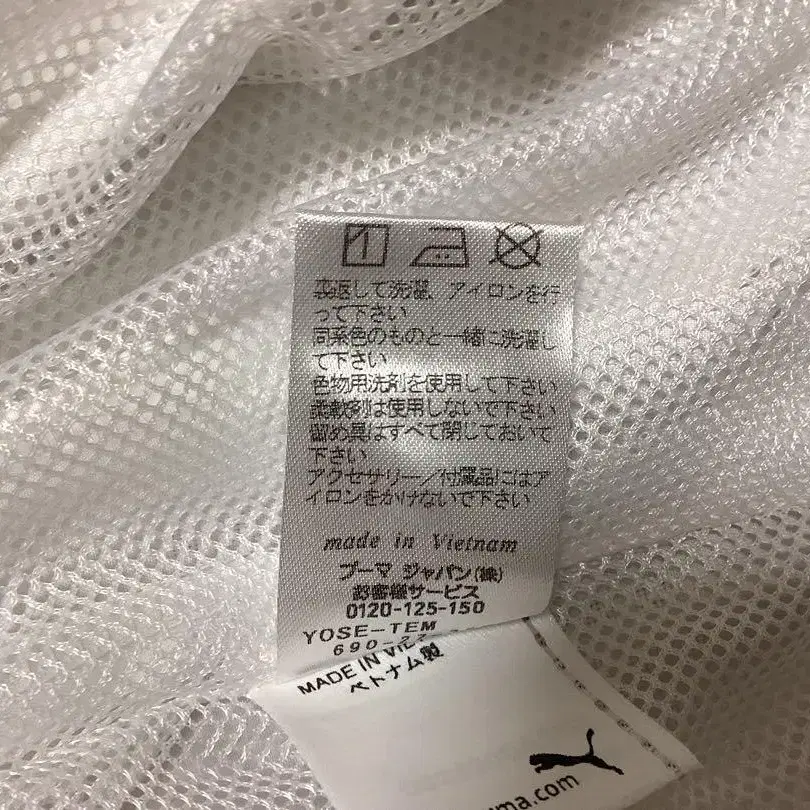 1
裏返して洗濯、アイロンを行
って下さい
同系色のものと一緒に洗濯し
て下さい
色物用洗剤を使用して下さい
柔軟剤は使用しないで下さい
留め具はすべて閉じておいて
下さい
アクセサリー/付属品にはア
イロンをかけないで下さい
made in Vietnam
プーマ ジャパン(株)
お客様サービス
0120-125-150
YOSE-TEM
690-22
MADE IN VIE
ベトナム製
ma.com